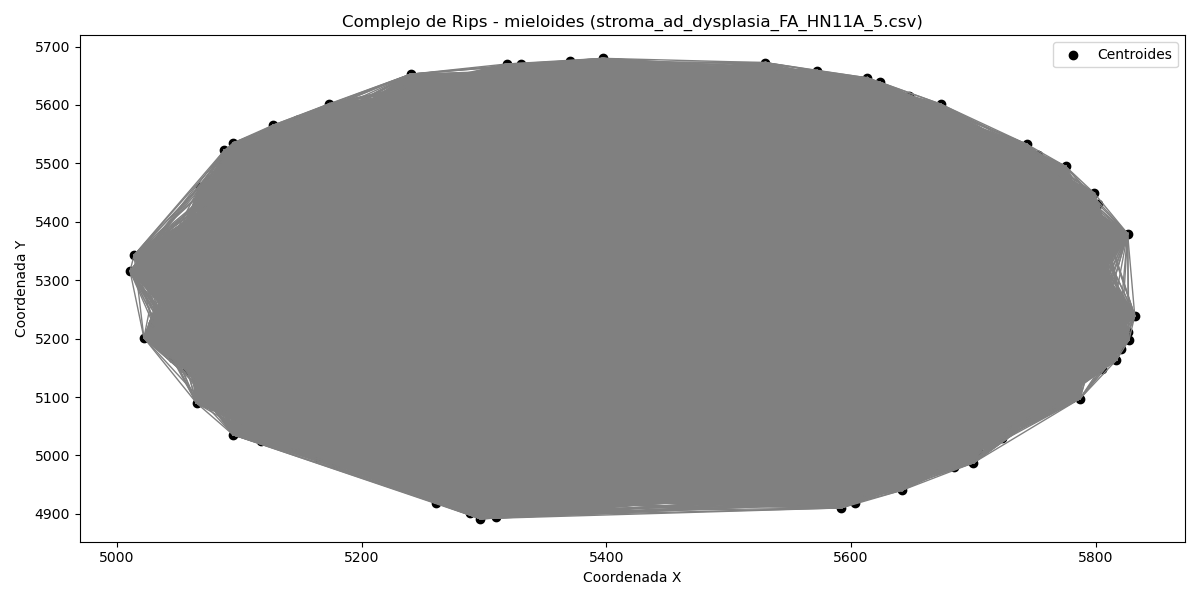 Complejo de Rips - mieloides (stroma_ad_dysplasia_FA_HN11A_5.csv)
Centroides
5700
5600
5500
5400
5300
5200
5100
5000
4900
Coordenada Y
5000 5200 5400 5600 5800
Coordenada X